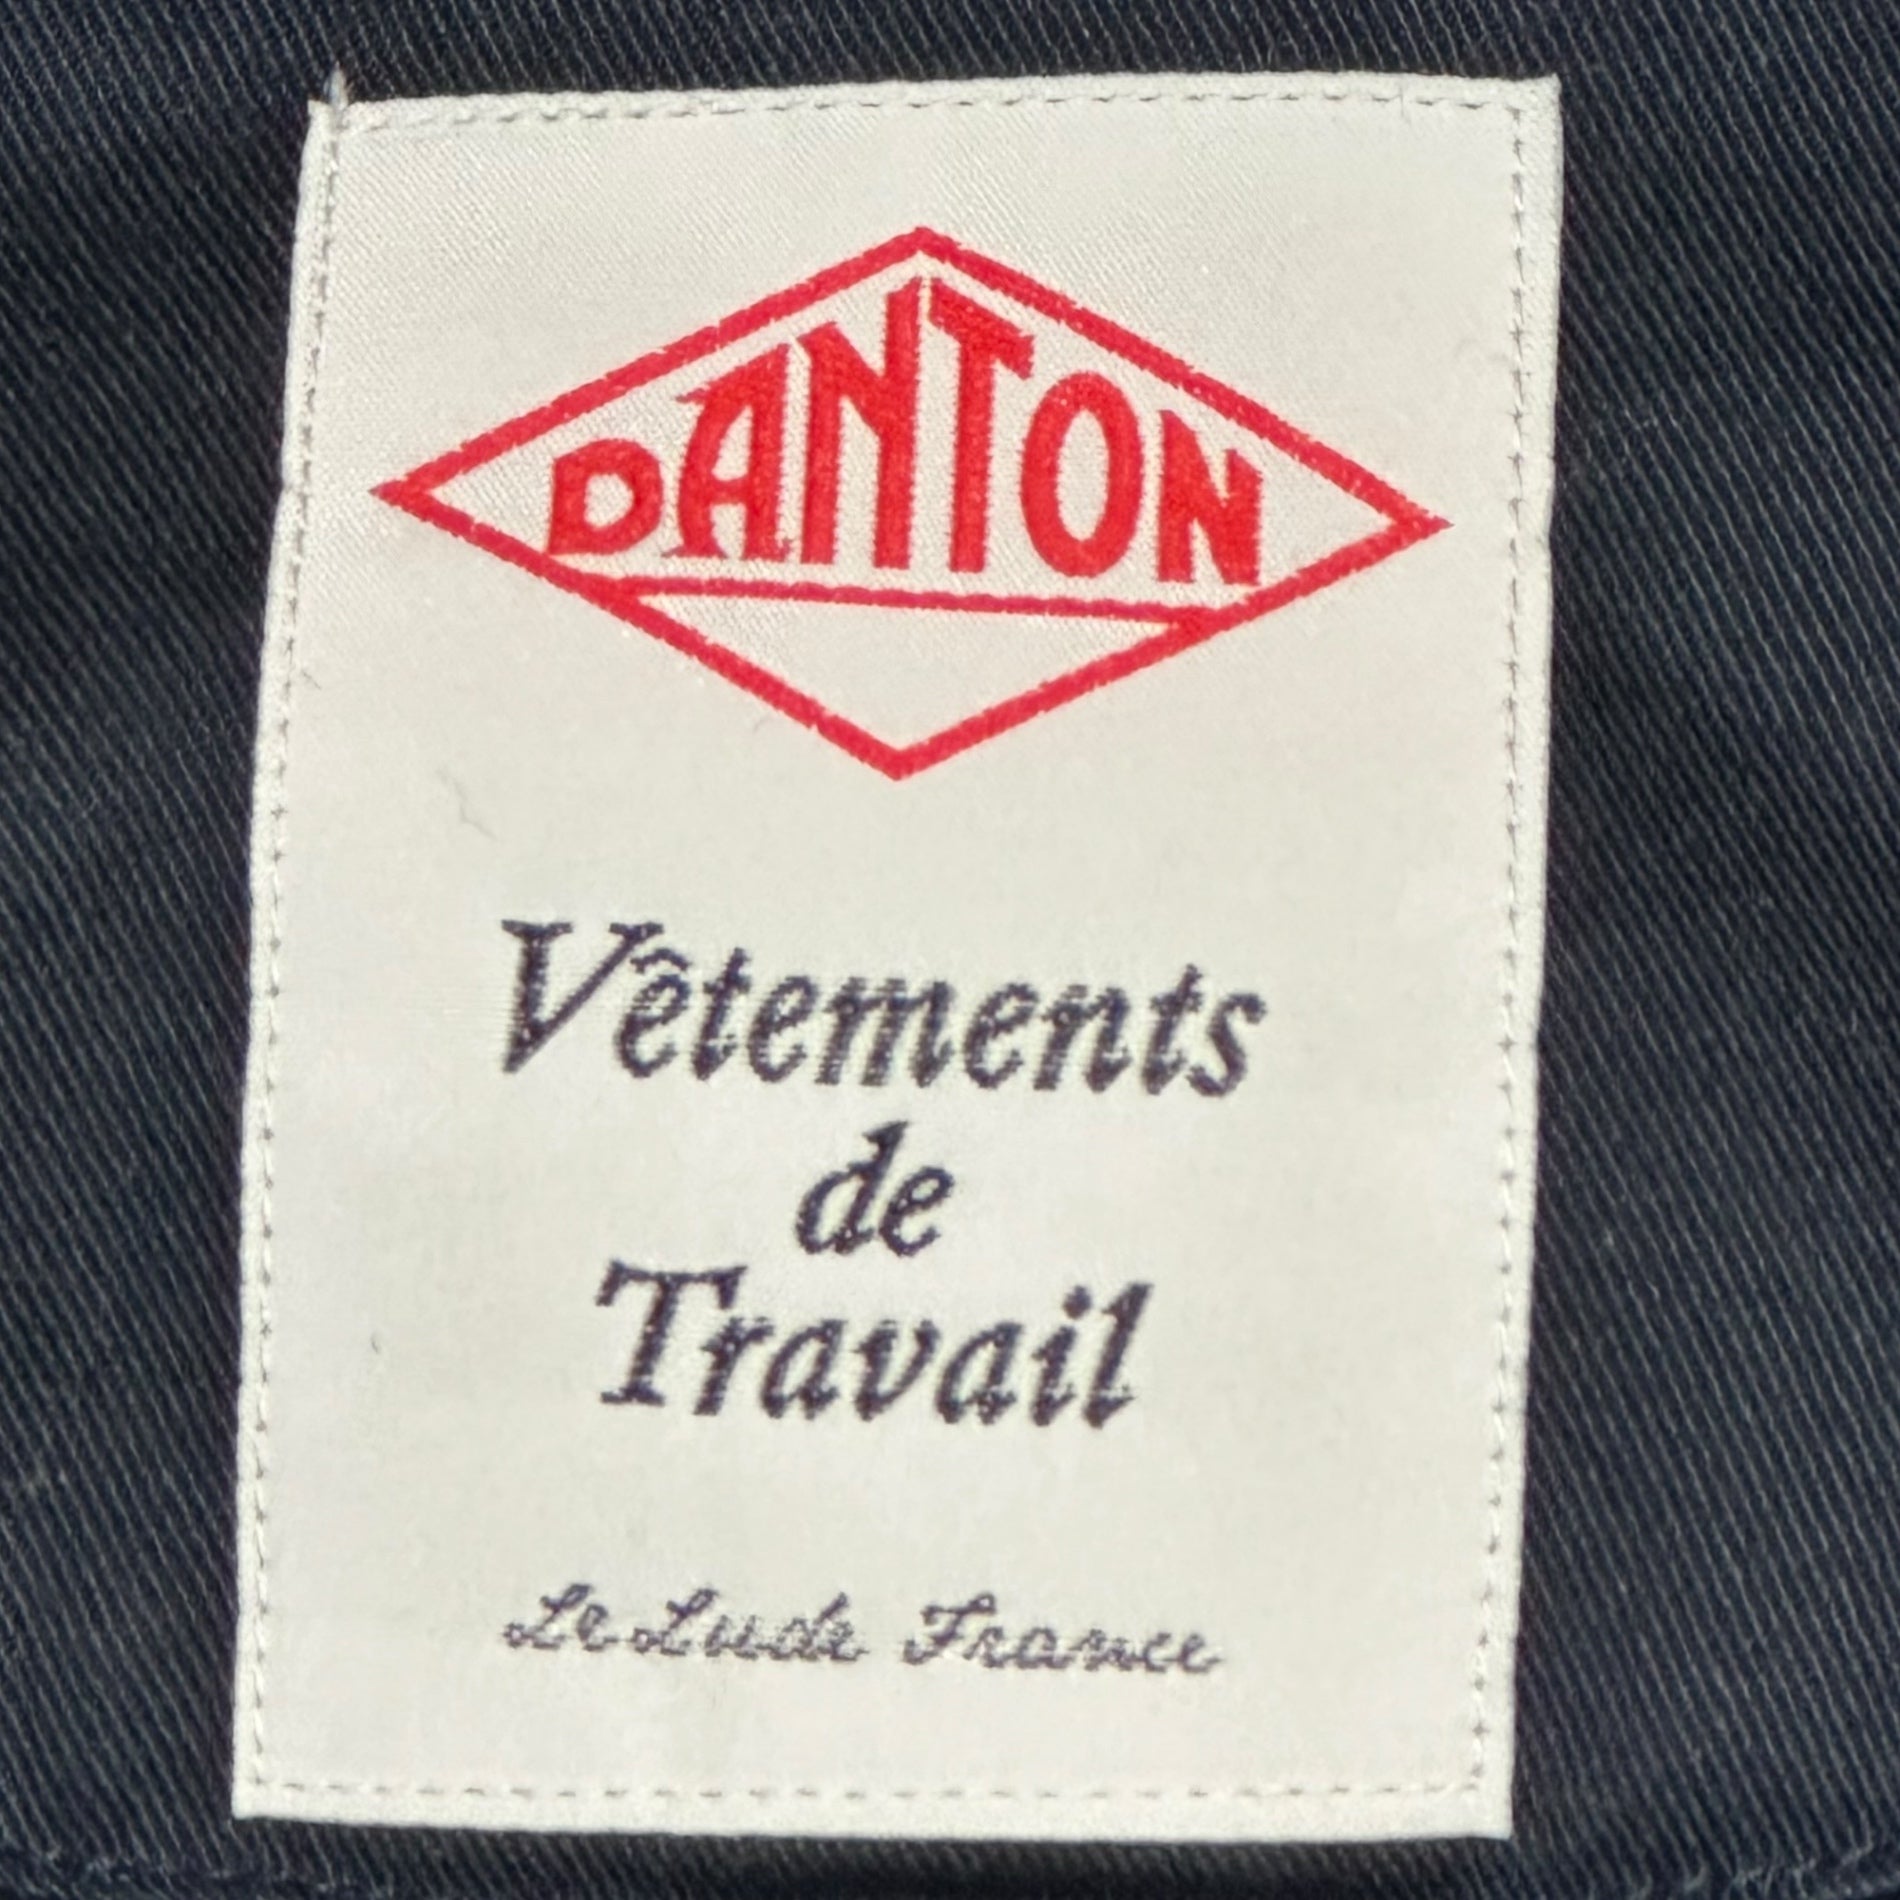 DANTON
Vêtements
de
Travail
Le Lude France